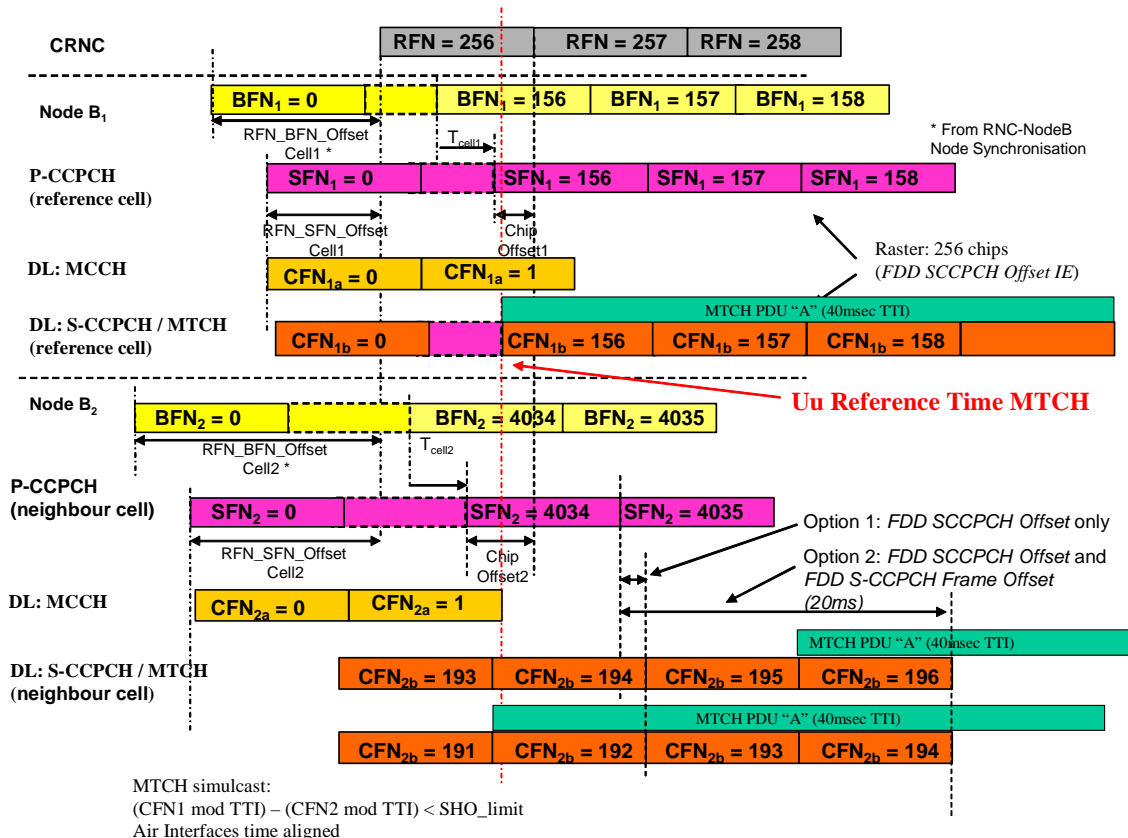 CRNC
RFN = 256
RFN = 257
RFN = 258
Node B1
BFN1 = 0
BFN1 = 156
BFN1 = 157
BFN1 = 158
RFN_BFN_Offset
Cell1 *
Tcell1
* From RNC-NodeB
Node Synchronisation
P-CCPCH
(reference cell)
SFN1 = 0
SFN1 = 156
SFN1 = 157
SFN1 = 158
RFN_SFN_Offset
Cell1
Chip
Offset1
Raster: 256 chips
(FDD SCCPCH Offset IE)
DL: MCCH
CFN1a = 0
CFN1a = 1
MTCH PDU “A” (40msec TTI)
DL: S-CCPCH / MTCH
(reference cell)
CFN1b = 0
CFN1b = 156
CFN1b = 157
CFN1b = 158
Uu Reference Time MTCH
Node B2
BFN2 = 0
BFN2 = 4034
BFN2 = 4035
RFN_BFN_Offset
Cell2 *
Tcell2
P-CCPCH
(neighbour cell)
SFN2 = 0
SFN2 = 4034
SFN2 = 4035
RFN_SFN_Offset
Cell2
Chip
Offset2
Option 1: FDD SCCPCH Offset only
Option 2: FDD SCCPCH Offset and
FDD S-CCPCH Frame Offset
(20ms)
DL: MCCH
CFN2a = 0
CFN2a = 1
MTCH PDU “A” (40msec TTI)
DL: S-CCPCH / MTCH
(neighbour cell)
CFN2b = 193
CFN2b = 194
CFN2b = 195
CFN2b = 196
MTCH PDU “A” (40msec TTI)
CFN2b = 191
CFN2b = 192
CFN2b = 193
CFN2b = 194
MTCH simulcast:
(CFN1 mod TTI) – (CFN2 mod TTI) < SHO_limit
Air Interfaces time aligned